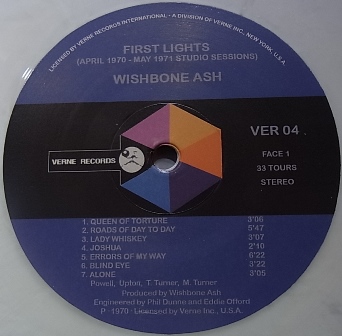 LICENSED BY VERNE RECORDS INTERNATIONAL - A DIVISION OF VERNE INC, NEW YORK, U.S.A.
FIRST LIGHTS
(APRIL 1970 - MAY 1971 STUDIO SESSIONS)
WISHBONE ASH
VER 04
FACE 1
33 TOURS
STEREO
VERNE RECORDS
1. QUEEN OF TORTURE 3'06
2. ROADS OF DAY TO DAY 5'47
3. LADY WHISKEY 3'07
4. JOSHUA 2'10
5. ERRORS OF MY WAY 6'22
6. BLIND EYE 3'22
7. ALONE 3'05
Powell, Upton, T. Turner, M. Turner
Produced by Wishbone Ash
Engineered by Phil Dunne and Eddie Offord
P - 1970 - Licensed by Verne Inc., U.S.A.